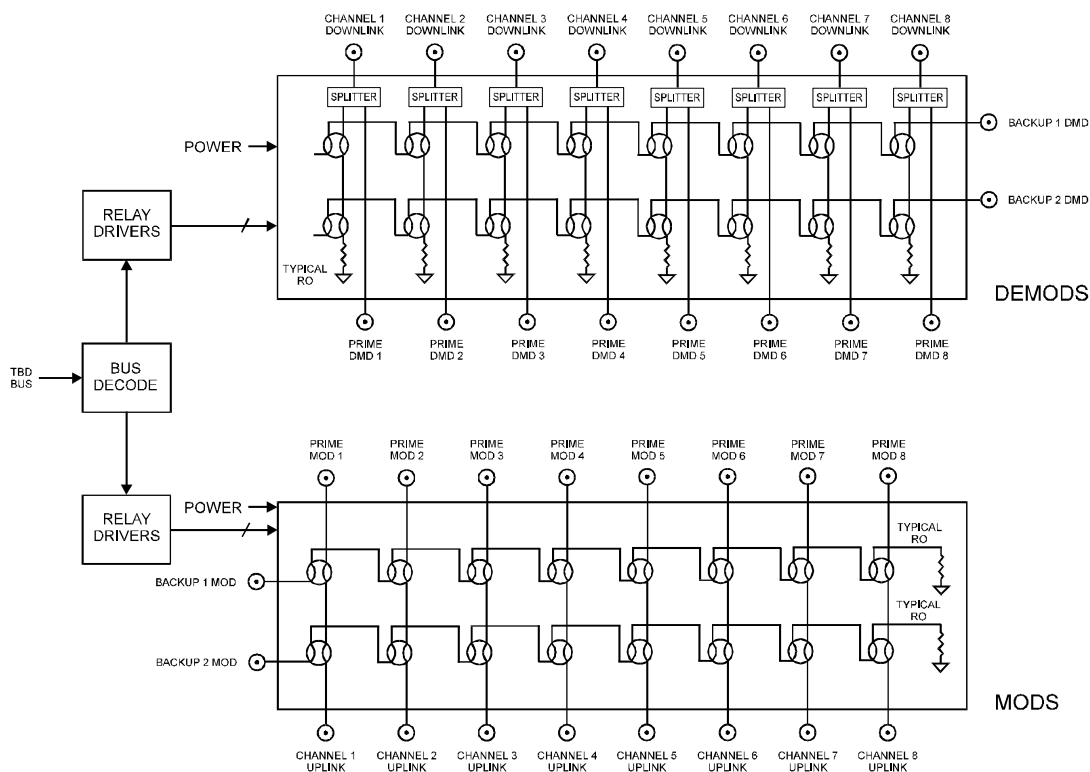 CHANNEL 1
DOWNLINK
CHANNEL 2
DOWNLINK
CHANNEL 3
DOWNLINK
CHANNEL 4
DOWNLINK
CHANNEL 5
DOWNLINK
CHANNEL 6
DOWNLINK
CHANNEL 7
DOWNLINK
CHANNEL 8
DOWNLINK
SPLITTER
SPLITTER
SPLITTER
SPLITTER
SPLITTER
SPLITTER
SPLITTER
SPLITTER
BACKUP 1 DMD
POWER
BACKUP 2 DMD
RELAY
DRIVERS
TYPICAL
RO
DEMODS
PRIME
DMD 1
PRIME
DMD 2
PRIME
DMD 3
PRIME
DMD 4
PRIME
DMD 5
PRIME
DMD 6
PRIME
DMD 7
PRIME
DMD 8
TBD
BUS
BUS
DECODE
PRIME
MOD 1
PRIME
MOD 2
PRIME
MOD 3
PRIME
MOD 4
PRIME
MOD 5
PRIME
MOD 6
PRIME
MOD 7
PRIME
MOD 8
POWER
RELAY
DRIVERS
TYPICAL
RO
BACKUP 1 MOD
TYPICAL
RO
BACKUP 2 MOD
MODS
CHANNEL 1
UPLINK
CHANNEL 2
UPLINK
CHANNEL 3
UPLINK
CHANNEL 4
UPLINK
CHANNEL 5
UPLINK
CHANNEL 6
UPLINK
CHANNEL 7
UPLINK
CHANNEL 8
UPLINK